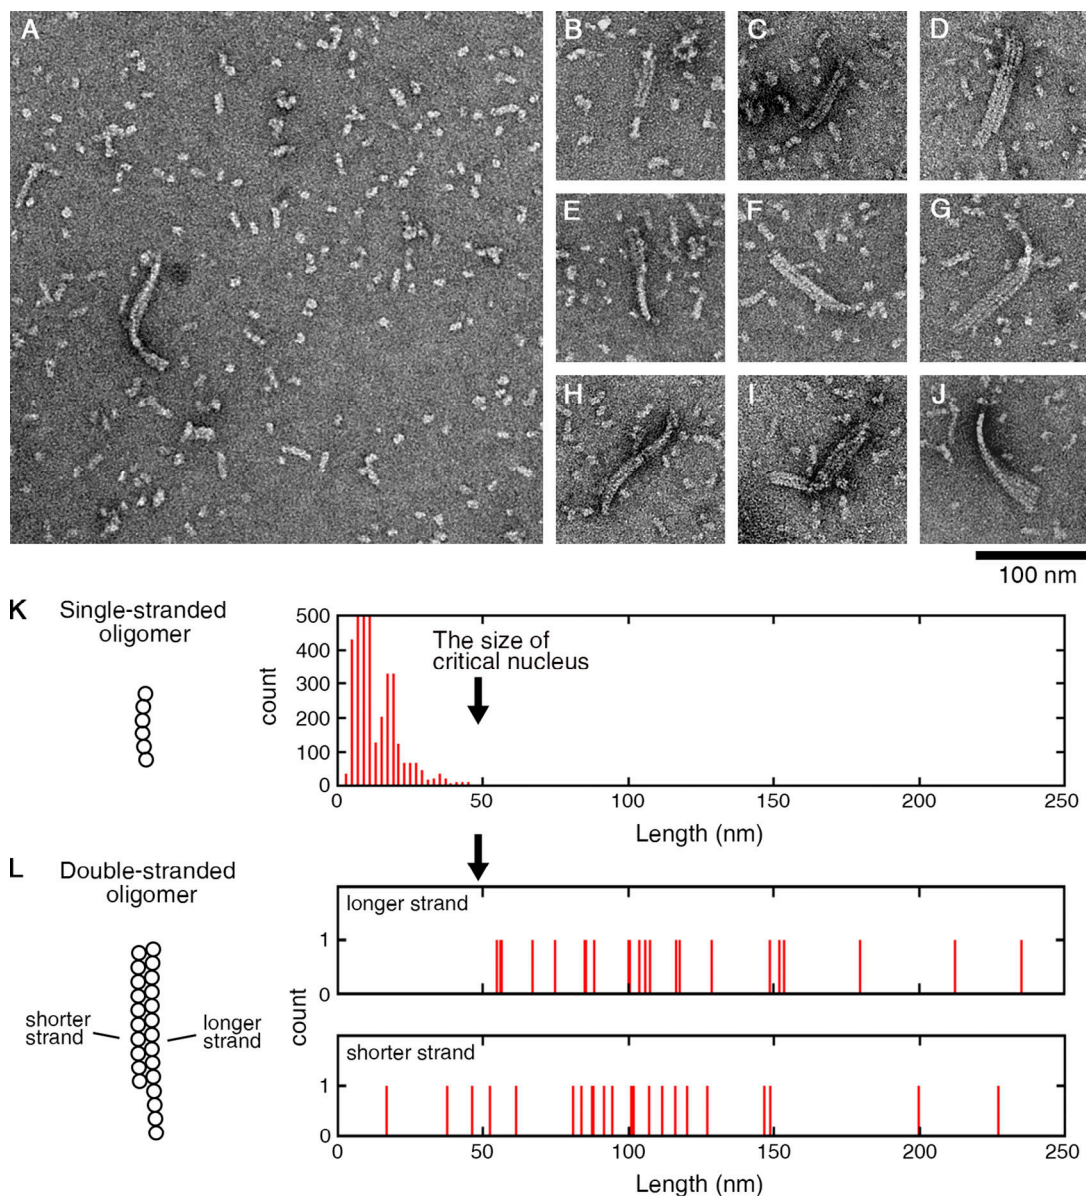 A
B
C
D
E
F
G
H
I
J
100 nm
K
Single-stranded
oligomer
The size of
critical nucleus
count
500
400
300
200
100
0
0
50
100
150
200
250
Length (nm)
L
Double-stranded
oligomer
shorter
strand
longer
strand
count
longer strand
1
0
shorter strand
1
0
0
50
100
150
200
250
Length (nm)